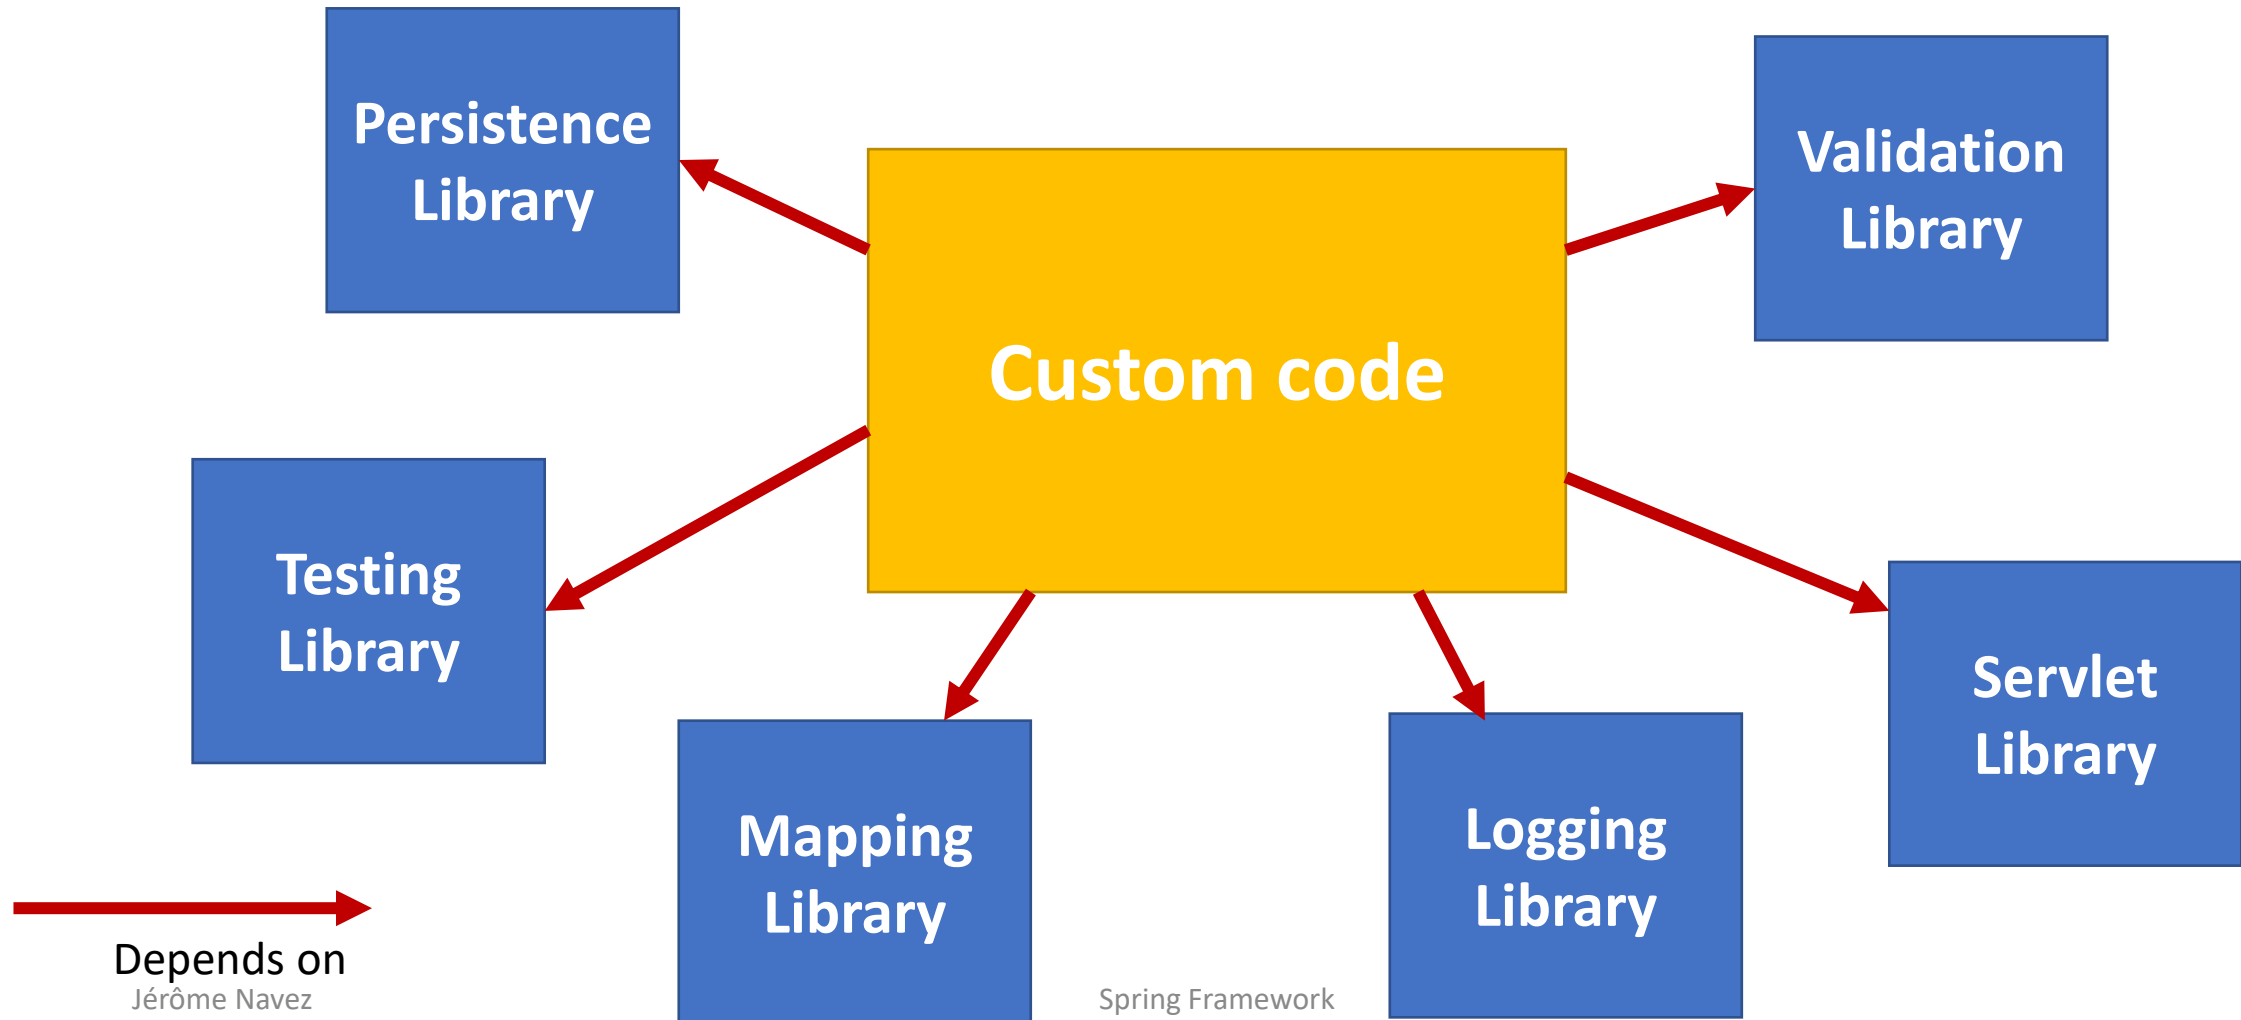 Persistence
Library
Validation
Library
Custom code
Testing
Library
Servlet
Library
Mapping
Library
Logging
Library
Depends on
Jérôme Navez
Spring Framework